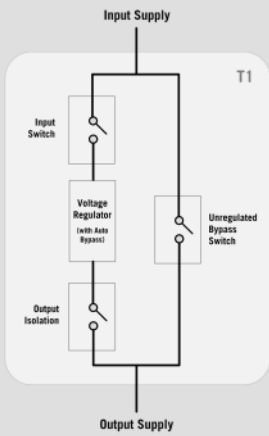 Input Supply
T1
Input
Switch
Voltage
Regulator
(with Auto
Bypass)
Unregulated
Bypass
Switch
Output
Isolation
Output Supply